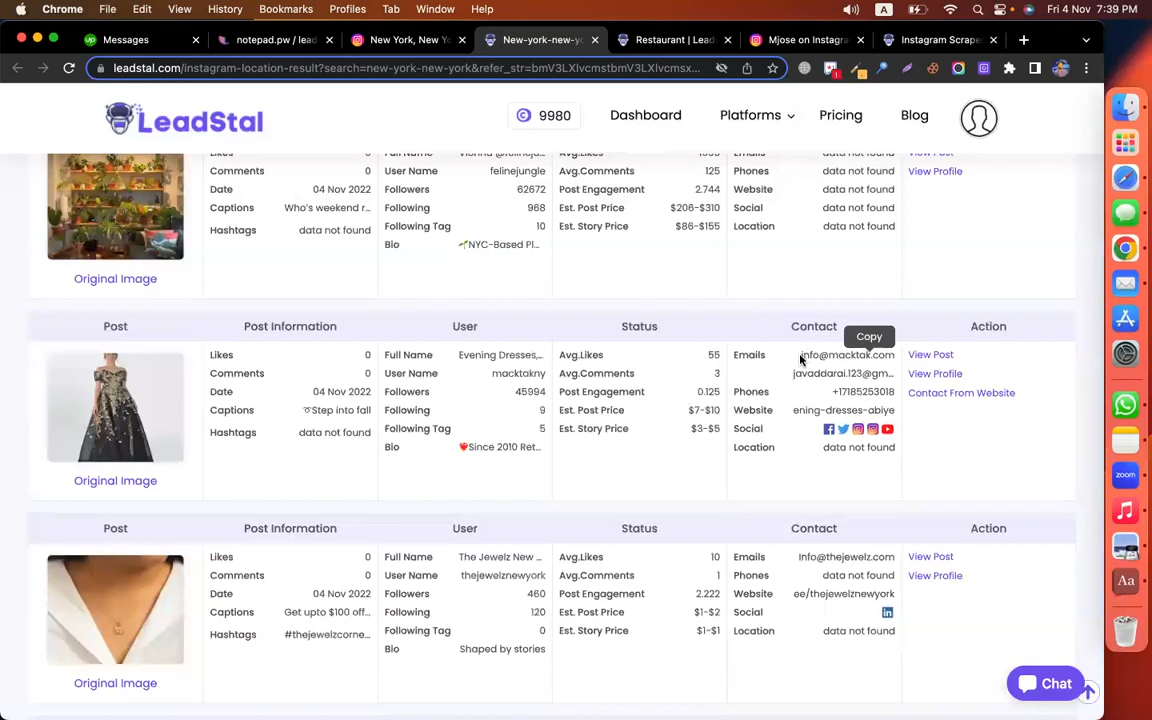 Chrome File Edit View History Bookmarks Profiles Tab Window Help A Fri 4 Nov 7:39 PM
Messages
notepad.pw / lead
New York, New Yo
New-york-new-y
Restaurant | Lead
Mjose on Instagra
Instagram Scrape
leadstal.com/instagram-location-result?search=new-york-new-york&refer_str=bmV3LXlvcmstbmV3LXlvcmsx...
LeadStal
9980
Dashboard
Platforms
Pricing
Blog
Likes 0
Comments 0
Date 04 Nov 2022
Captions Who's weekend r...
Hashtags data not found
Full Name
User Name felinejungle
Followers 62672
Following 968
Following Tag 10
Bio NYC-Based Pl...
Avg.Likes
Avg.Comments 125
Post Engagement 2.744
Est. Post Price $206-$310
Est. Story Price $86-$155
Emails data not found
Phones data not found
Website data not found
Social data not found
Location data not found
View Post
View Profile
Original Image
Post Post Information User Status Contact Action
Copy
Likes 0
Comments 0
Date 04 Nov 2022
Captions Step into fall
Hashtags data not found
Full Name Evening Dresses,...
User Name macktakny
Followers 45994
Following 9
Following Tag 5
Bio Since 2010 Ret...
Avg.Likes 55
Avg.Comments 3
Post Engagement 0.125
Est. Post Price $7-$10
Est. Story Price $3-$5
Emails info@macktak.com
javaddarai.123@gm...
Phones +17185253018
Website ening-dresses-abiye
Social
Location data not found
View Post
View Profile
Contact From Website
Original Image
Post Post Information User Status Contact Action
Likes 0
Comments 0
Date 04 Nov 2022
Captions Get upto $100 off...
Hashtags #thejewelzcorne...
Full Name The Jewelz New ...
User Name thejewelznewyork
Followers 460
Following 120
Following Tag 0
Bio Shaped by stories
Avg.Likes 10
Avg.Comments 1
Post Engagement 2.222
Est. Post Price $1-$2
Est. Story Price $1-$1
Emails Info@thejewelz.com
Phones data not found
Website ee/thejewelznewyork
Social
Location data not found
View Post
View Profile
Original Image
Chat
zoom
Aa